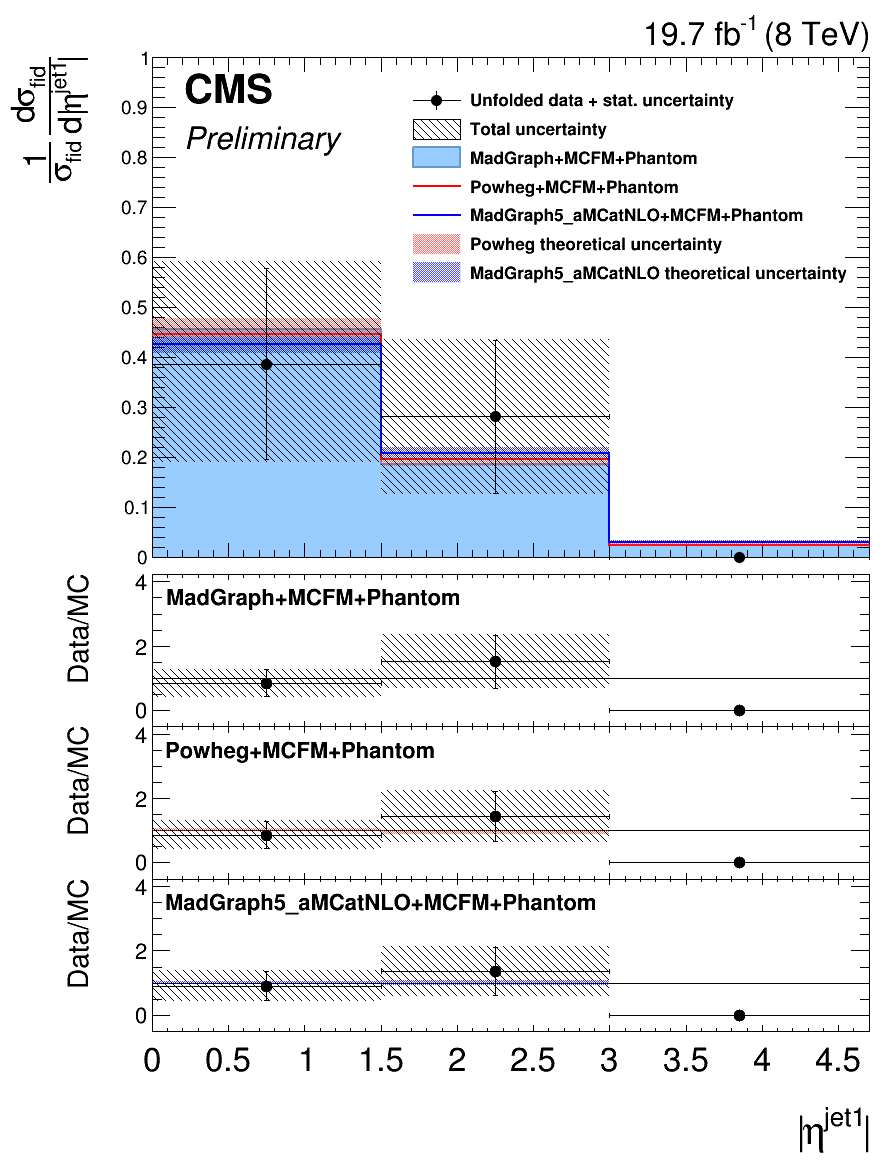 19.7 fb⁻¹ (8 TeV)
1/σfid dσfid/d|η^jet1|
CMS
Preliminary
Unfolded data + stat. uncertainty
Total uncertainty
MadGraph+MCFM+Phantom
Powheg+MCFM+Phantom
MadGraph5_aMCatNLO+MCFM+Phantom
Powheg theoretical uncertainty
MadGraph5_aMCatNLO theoretical uncertainty
1
0.9
0.8
0.7
0.6
0.5
0.4
0.3
0.2
0.1
0
Data/MC
MadGraph+MCFM+Phantom
4
2
0
Data/MC
Powheg+MCFM+Phantom
4
2
0
Data/MC
MadGraph5_aMCatNLO+MCFM+Phantom
4
2
0
0 0.5 1 1.5 2 2.5 3 3.5 4 4.5
|η^jet1|